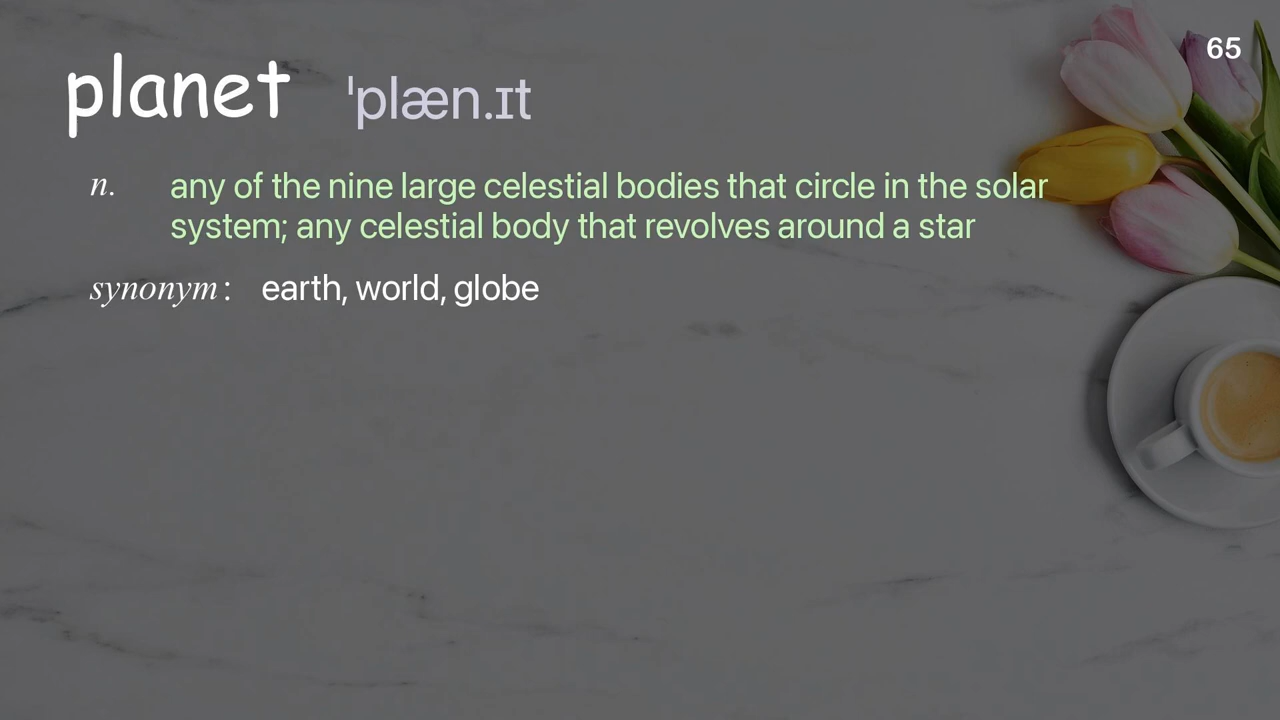 65
planet ˈplæn.ɪt
n. any of the nine large celestial bodies that circle in the solar
system; any celestial body that revolves around a star
synonym: earth, world, globe